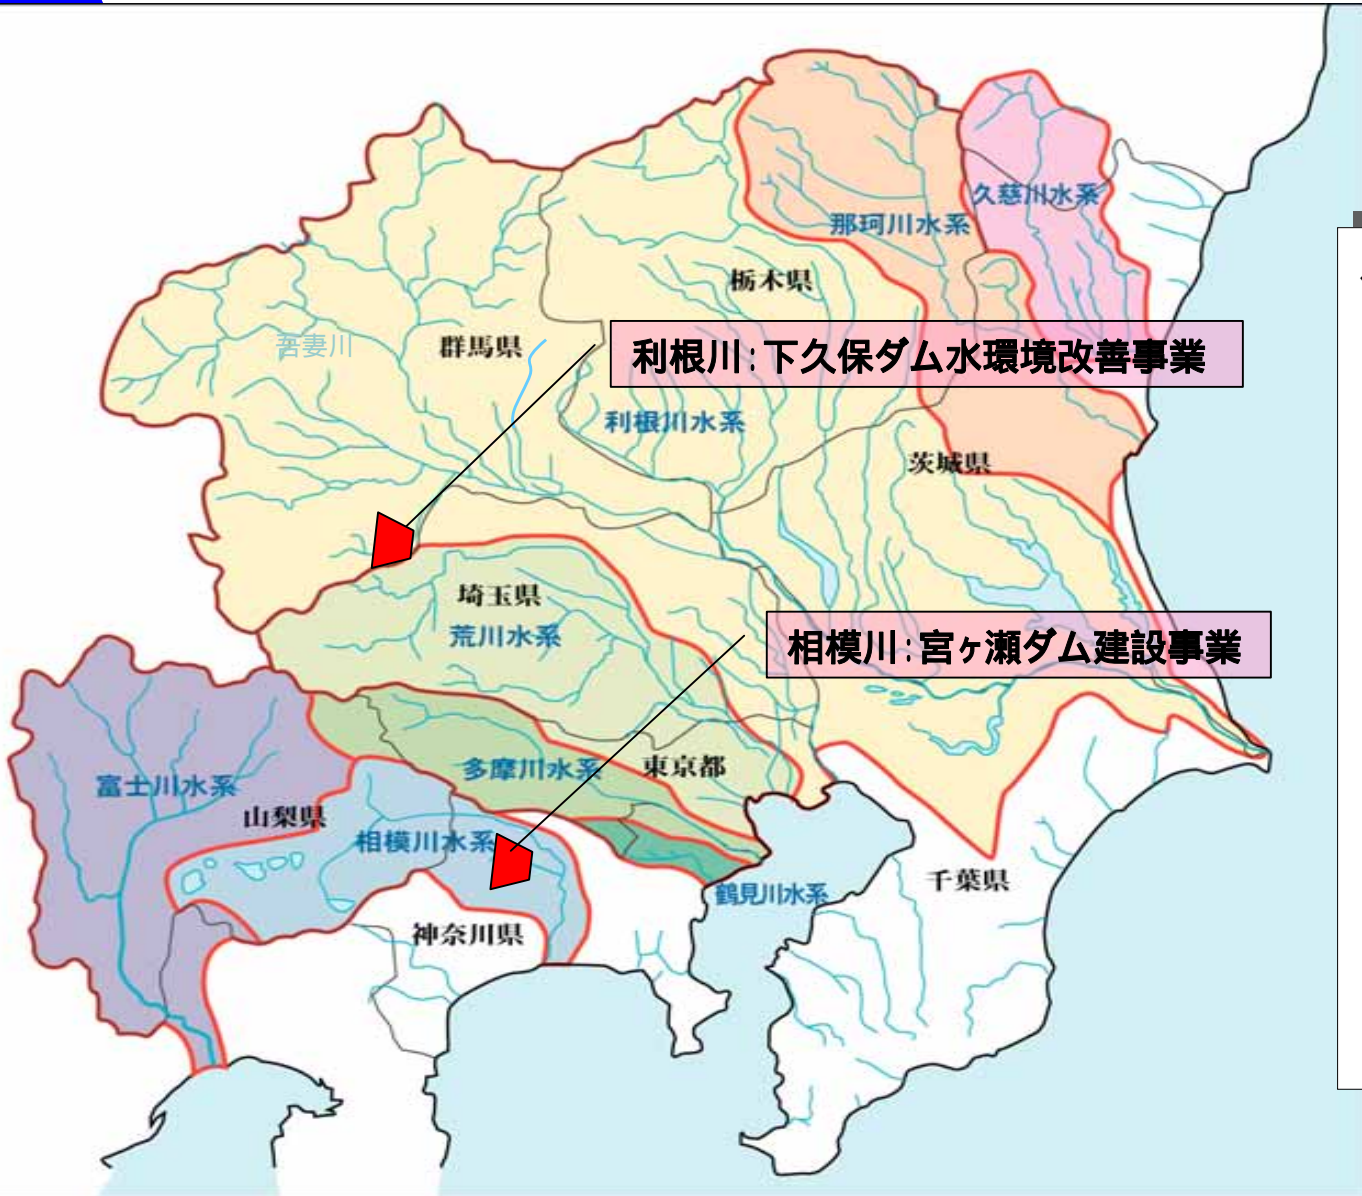 久慈川水系
那珂川水系
栃木県
吾妻川
群馬県
利根川:下久保ダム水環境改善事業
利根川水系
茨城県
埼玉県
荒川水系
相模川:宮ヶ瀬ダム建設事業
多摩川水系
東京都
富士川水系
山梨県
相模川水系
千葉県
鶴見川水系
神奈川県